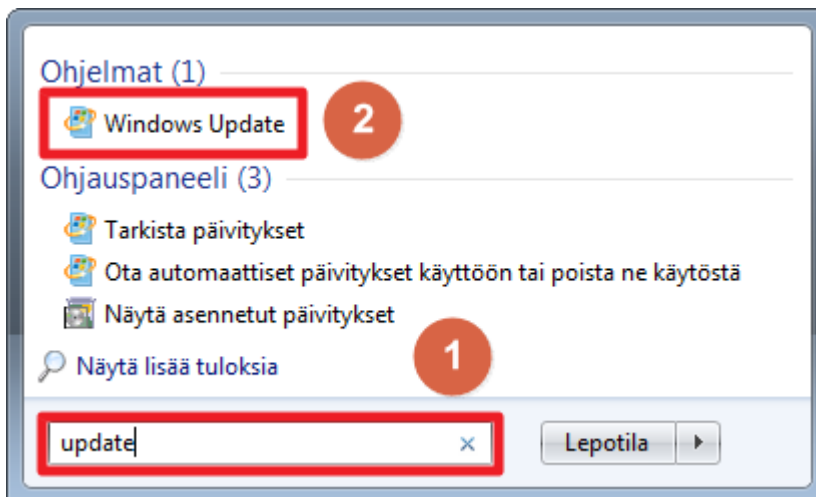 Ohjelmat (1)
Windows Update
2
Ohjauspaneeli (3)
Tarkista päivitykset
Ota automaattiset päivitykset käyttöön tai poista ne käytöstä
Näytä asennetut päivitykset
Näytä lisää tuloksia
1
update
Lepotila